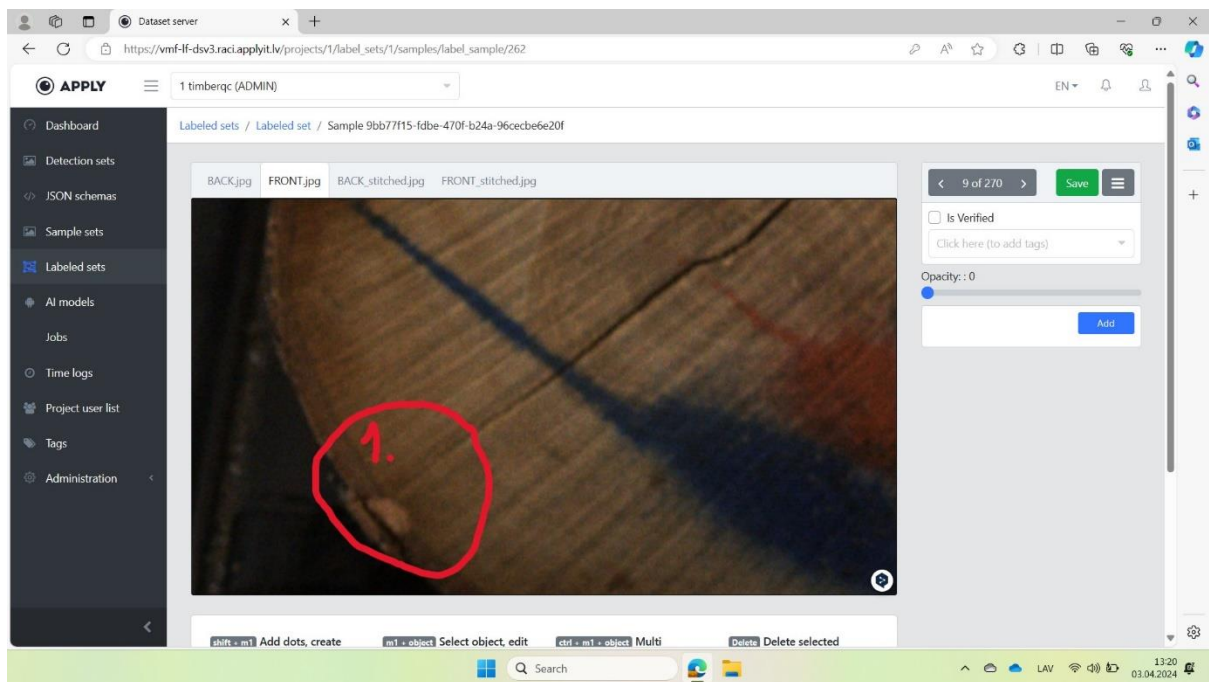 Dataset server
https://vmf-lf-dsv3.raci.applyit.lv/projects/1/label_sets/1/samples/label_sample/262
APPLY
1 timberqc (ADMIN)
EN
Dashboard
Detection sets
JSON schemas
Sample sets
Labeled sets
AI models
Jobs
Time logs
Project user list
Tags
Administration
Labeled sets / Labeled set / Sample 9bb77f15-fdbe-470f-b24a-96cecbe6e20f
BACK.jpg FRONT.jpg BACK_stitched.jpg FRONT_stitched.jpg
1.
9 of 270
Save
Is Verified
Click here (to add tags)
Opacity: : 0
Add
shift + m1 Add dots, create
m1 + object Select object, edit
ctrl + m1 + object Multi
Delete Delete selected
Search
LAV
13:20
03.04.2024